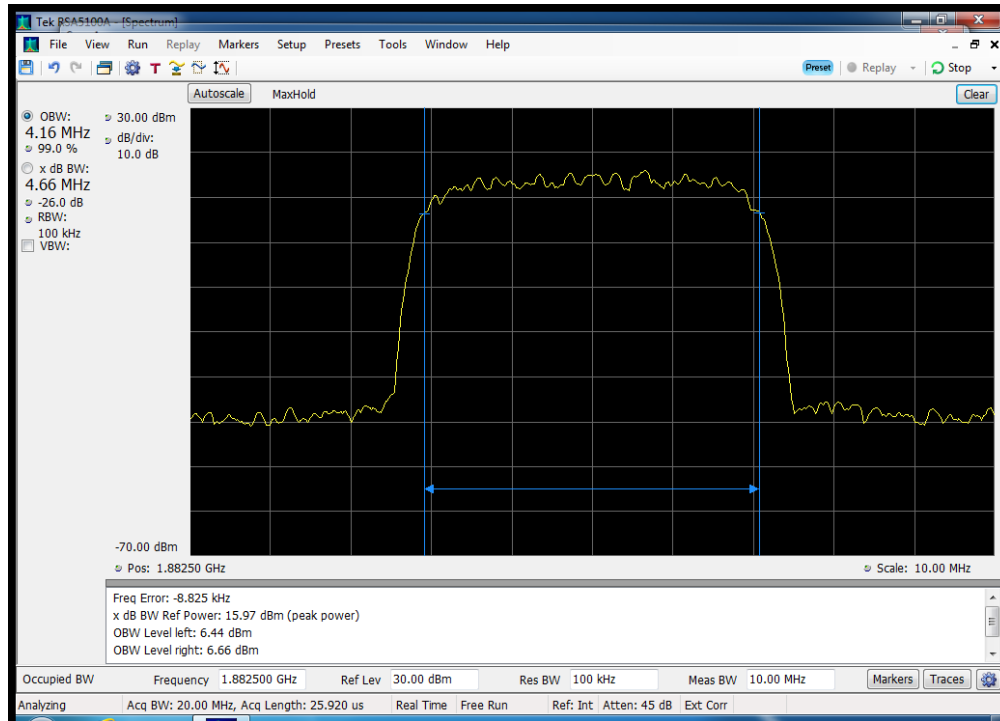 Tek RSA5100A - [Spectrum]
File View Run Replay Markers Setup Presets Tools Window Help
T Preset Replay Stop
Autoscale MaxHold Clear
OBW: 30.00 dBm
4.16 MHz dB/div:
99.0 % 10.0 dB
x dB BW:
4.66 MHz
-26.0 dB
RBW:
100 kHz
VBW:
-70.00 dBm
Pos: 1.88250 GHz Scale: 10.00 MHz
Freq Error: -8.825 kHz
x dB BW Ref Power: 15.97 dBm (peak power)
OBW Level left: 6.44 dBm
OBW Level right: 6.66 dBm
Occupied BW Frequency 1.882500 GHz Ref Lev 30.00 dBm Res BW 100 kHz Meas BW 10.00 MHz Markers Traces
Analyzing Acq BW: 20.00 MHz, Acq Length: 25.920 us Real Time Free Run Ref: Int Atten: 45 dB Ext Corr